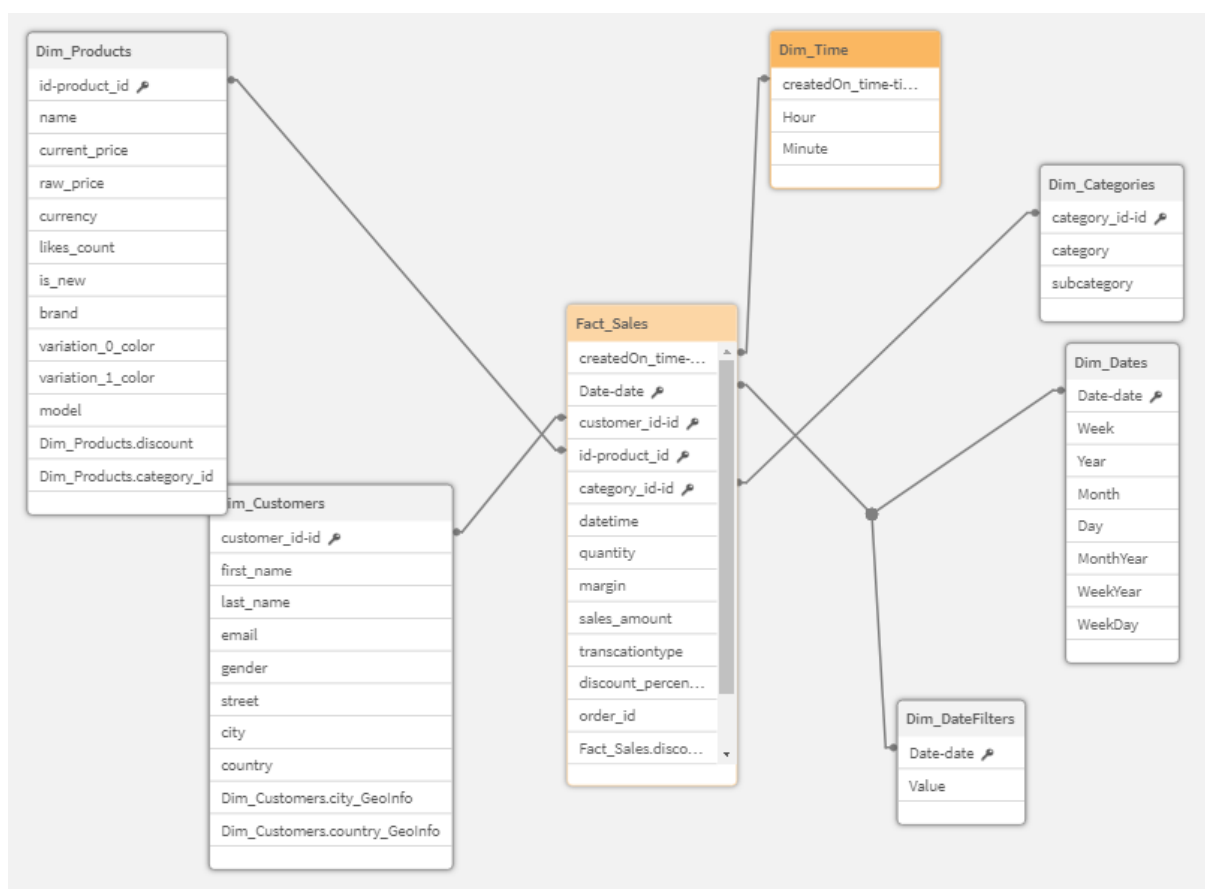 Dim_Products
id-product_id
name
current_price
raw_price
currency
likes_count
is_new
brand
variation_0_color
variation_1_color
model
Dim_Products.discount
Dim_Products.category_id
im_Customers
customer_id-id
first_name
last_name
email
gender
street
city
country
Dim_Customers.city_GeoInfo
Dim_Customers.country_GeoInfo
Fact_Sales
createdOn_time-...
Date-date
customer_id-id
id-product_id
category_id-id
datetime
quantity
margin
sales_amount
transcationtype
discount_percen...
order_id
Fact_Sales.disco...
Dim_Time
createdOn_time-ti...
Hour
Minute
Dim_Categories
category_id-id
category
subcategory
Dim_Dates
Date-date
Week
Year
Month
Day
MonthYear
WeekYear
WeekDay
Dim_DateFilters
Date-date
Value